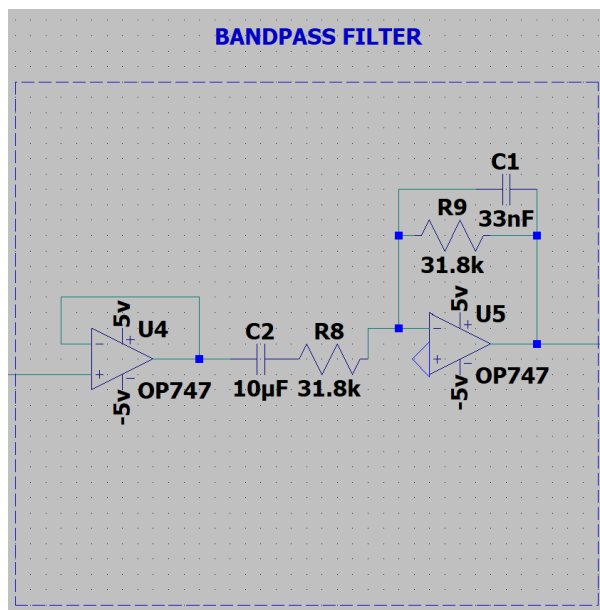 BANDPASS FILTER
C1
33nF
R9
31.8k
5v
U4
OP747
-5v
C2
10µF
R8
31.8k
5v
U5
OP747
-5v